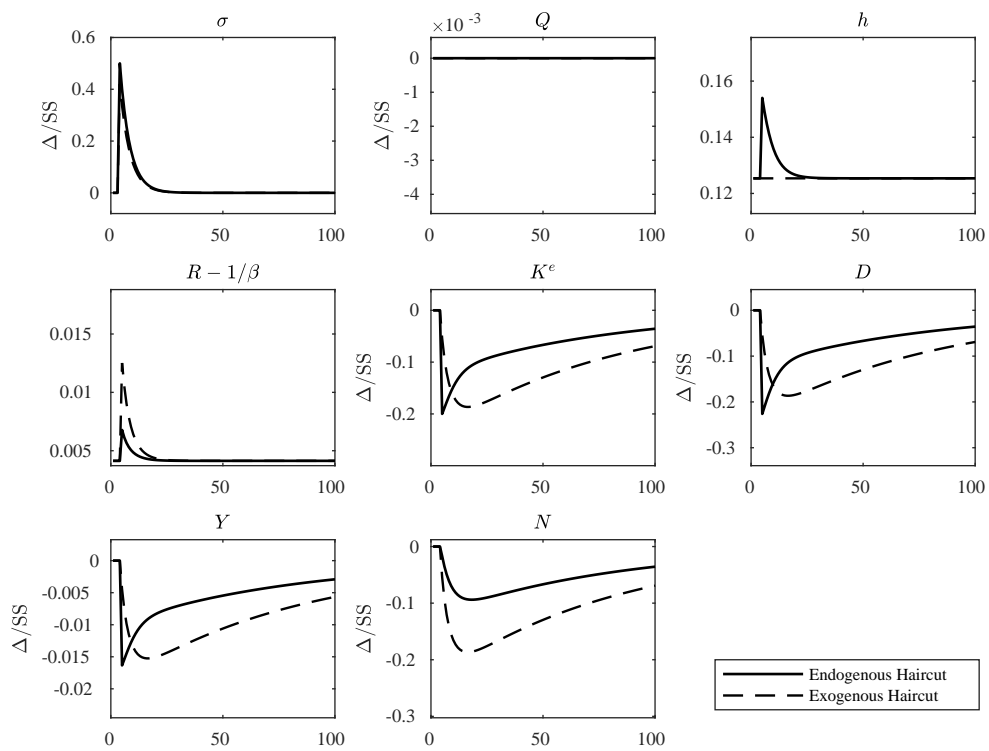 σ
Δ/SS
0.6
0.4
0.2
0
0 50 100
Q
×10 -3
Δ/SS
0
-1
-2
-3
-4
0 50 100
h
0.16
0.14
0.12
0 50 100
R − 1/β
0.015
0.01
0.005
0 50 100
K^e
Δ/SS
0
-0.1
-0.2
0 50 100
D
Δ/SS
0
-0.1
-0.2
-0.3
0 50 100
Y
Δ/SS
0
-0.005
-0.01
-0.015
-0.02
0 50 100
N
Δ/SS
0
-0.1
-0.2
-0.3
0 50 100
Endogenous Haircut
Exogenous Haircut